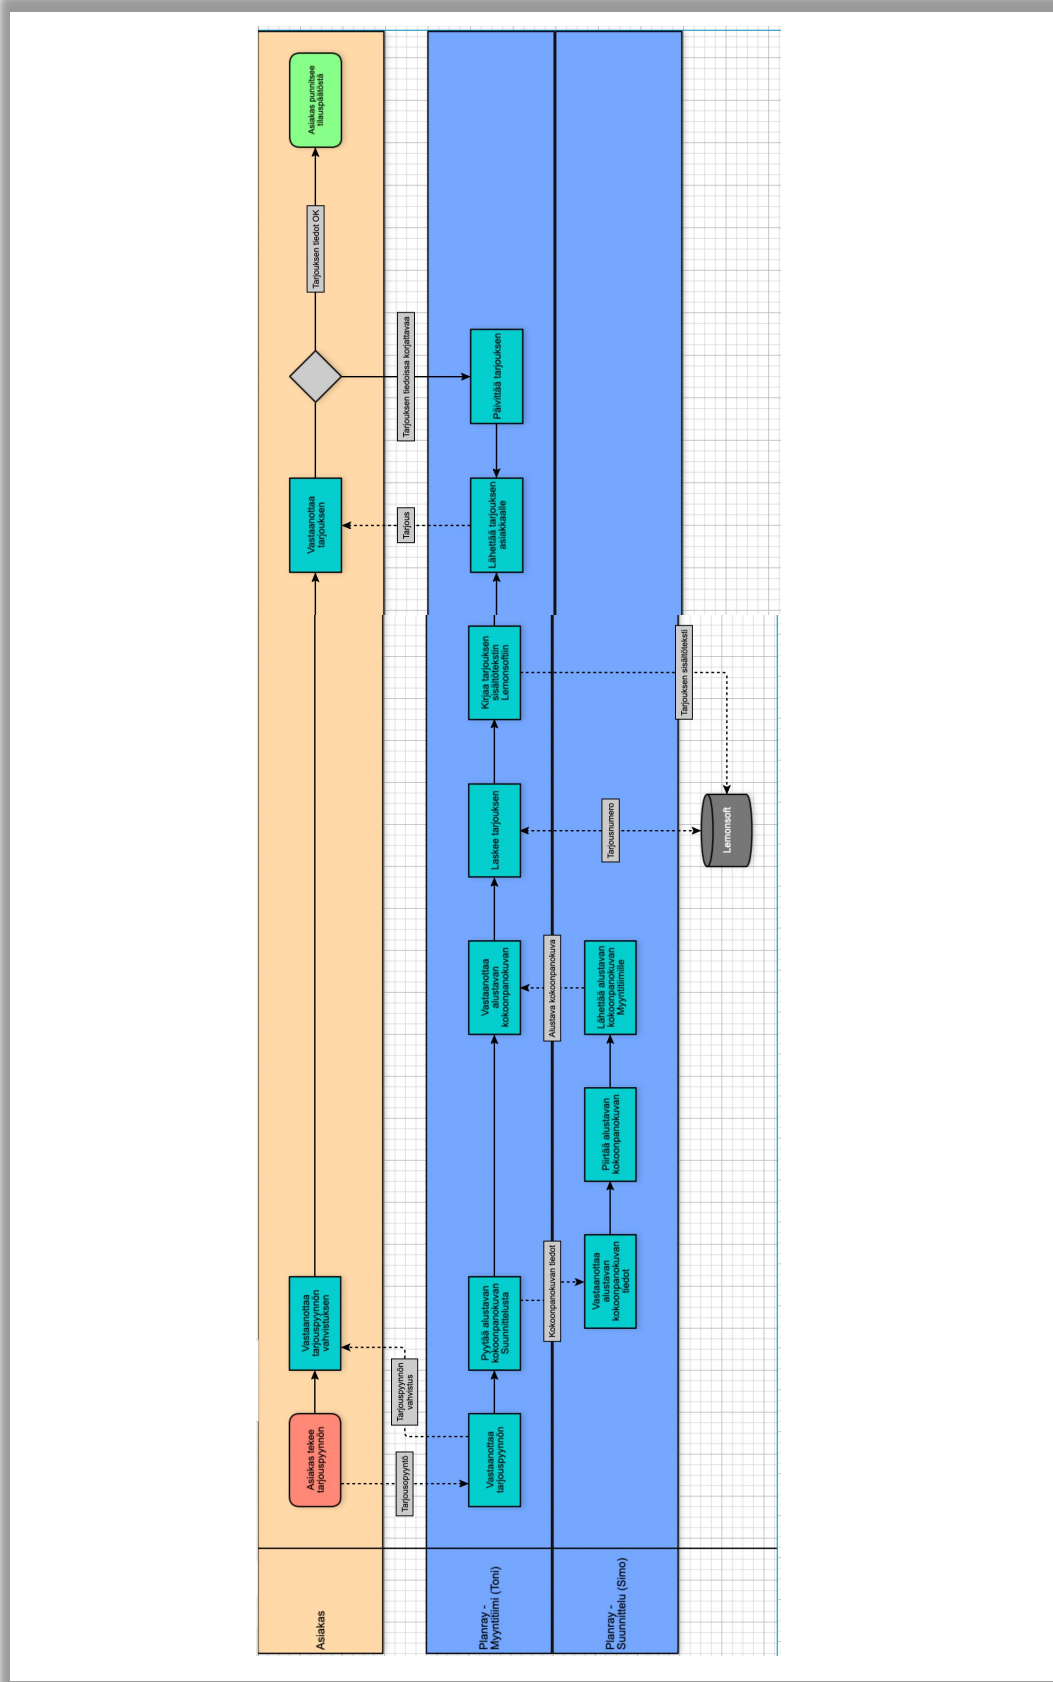 Asiakas
Asiakas tekee
tarjouspyynnön
Vastaanottaa
tarjouspyynnön
vahvistuksen
Vastaanottaa
tarjouksen
Tarjouksen tiedot OK
Asiakas punnitsee
tilauspäätöstä
Tarjousopyyntö
Tarjouspyynnön
vahvistus
Tarjous
Tarjouksen tiedoissa korjattavaa
Planray -
Myyntitiimi (Toni)
Vastaanottaa
tarjouspyynnön
Pyytää alustavan
kokoonpanokuvan
Suunnittelusta
Vastaanottaa
alustavan
kokoonpanokuvan
Laskee tarjouksen
Kirjaa tarjouksen
sisältötekstin
Lemonsoftiin
Lähettää tarjouksen
asiakkaalle
Päivittää tarjouksen
Kokoonpanokuvan tiedot
Alustava kokoonpanokuva
Planray -
Suunnittelu (Simo)
Vastaanottaa
alustavan
kokoonpanokuvan
tiedot
Piirtää alustavan
kokoonpanokuvan
Lähettää alustavan
kokoonpanokuvan
Myyntitiimille
Tarjousnumero
Tarjouksen sisältöteksti
Lemonsoft